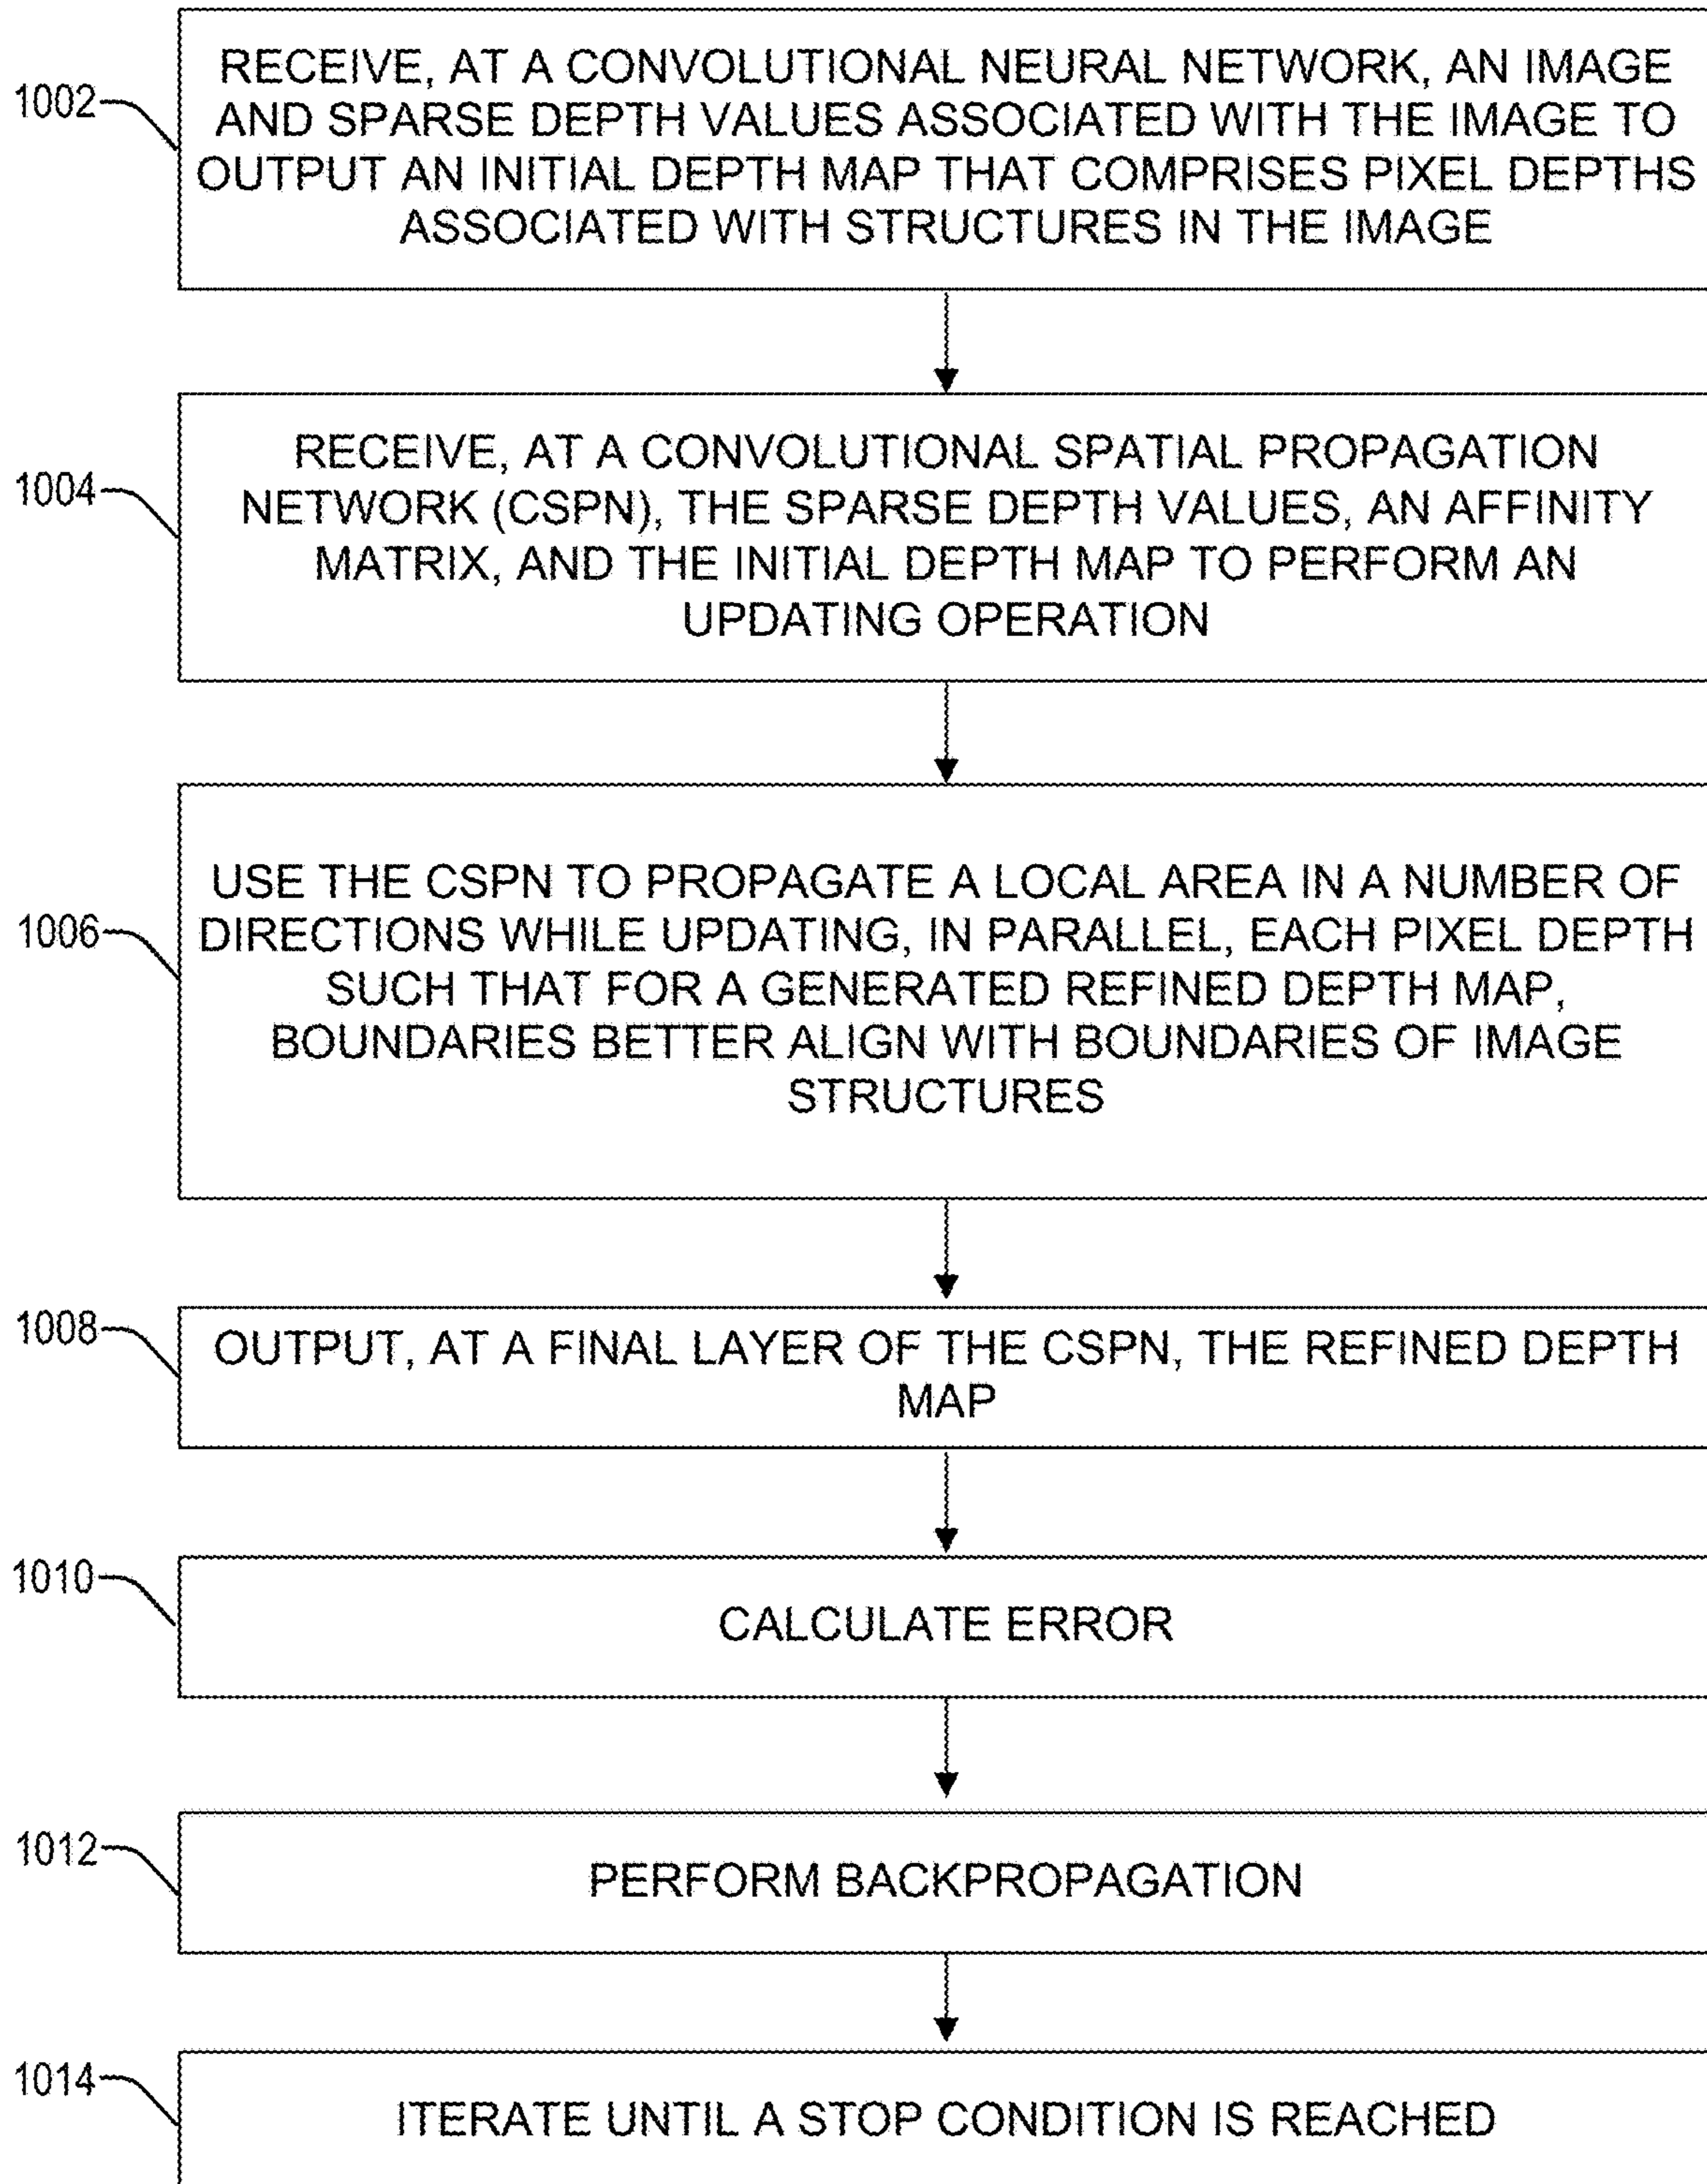 1002
RECEIVE, AT A CONVOLUTIONAL NEURAL NETWORK, AN IMAGE
AND SPARSE DEPTH VALUES ASSOCIATED WITH THE IMAGE TO
OUTPUT AN INITIAL DEPTH MAP THAT COMPRISES PIXEL DEPTHS
ASSOCIATED WITH STRUCTURES IN THE IMAGE
1004
RECEIVE, AT A CONVOLUTIONAL SPATIAL PROPAGATION
NETWORK (CSPN), THE SPARSE DEPTH VALUES, AN AFFINITY
MATRIX, AND THE INITIAL DEPTH MAP TO PERFORM AN
UPDATING OPERATION
1006
USE THE CSPN TO PROPAGATE A LOCAL AREA IN A NUMBER OF
DIRECTIONS WHILE UPDATING, IN PARALLEL, EACH PIXEL DEPTH
SUCH THAT FOR A GENERATED REFINED DEPTH MAP,
BOUNDARIES BETTER ALIGN WITH BOUNDARIES OF IMAGE
STRUCTURES
1008
OUTPUT, AT A FINAL LAYER OF THE CSPN, THE REFINED DEPTH
MAP
1010
CALCULATE ERROR
1012
PERFORM BACKPROPAGATION
1014
ITERATE UNTIL A STOP CONDITION IS REACHED